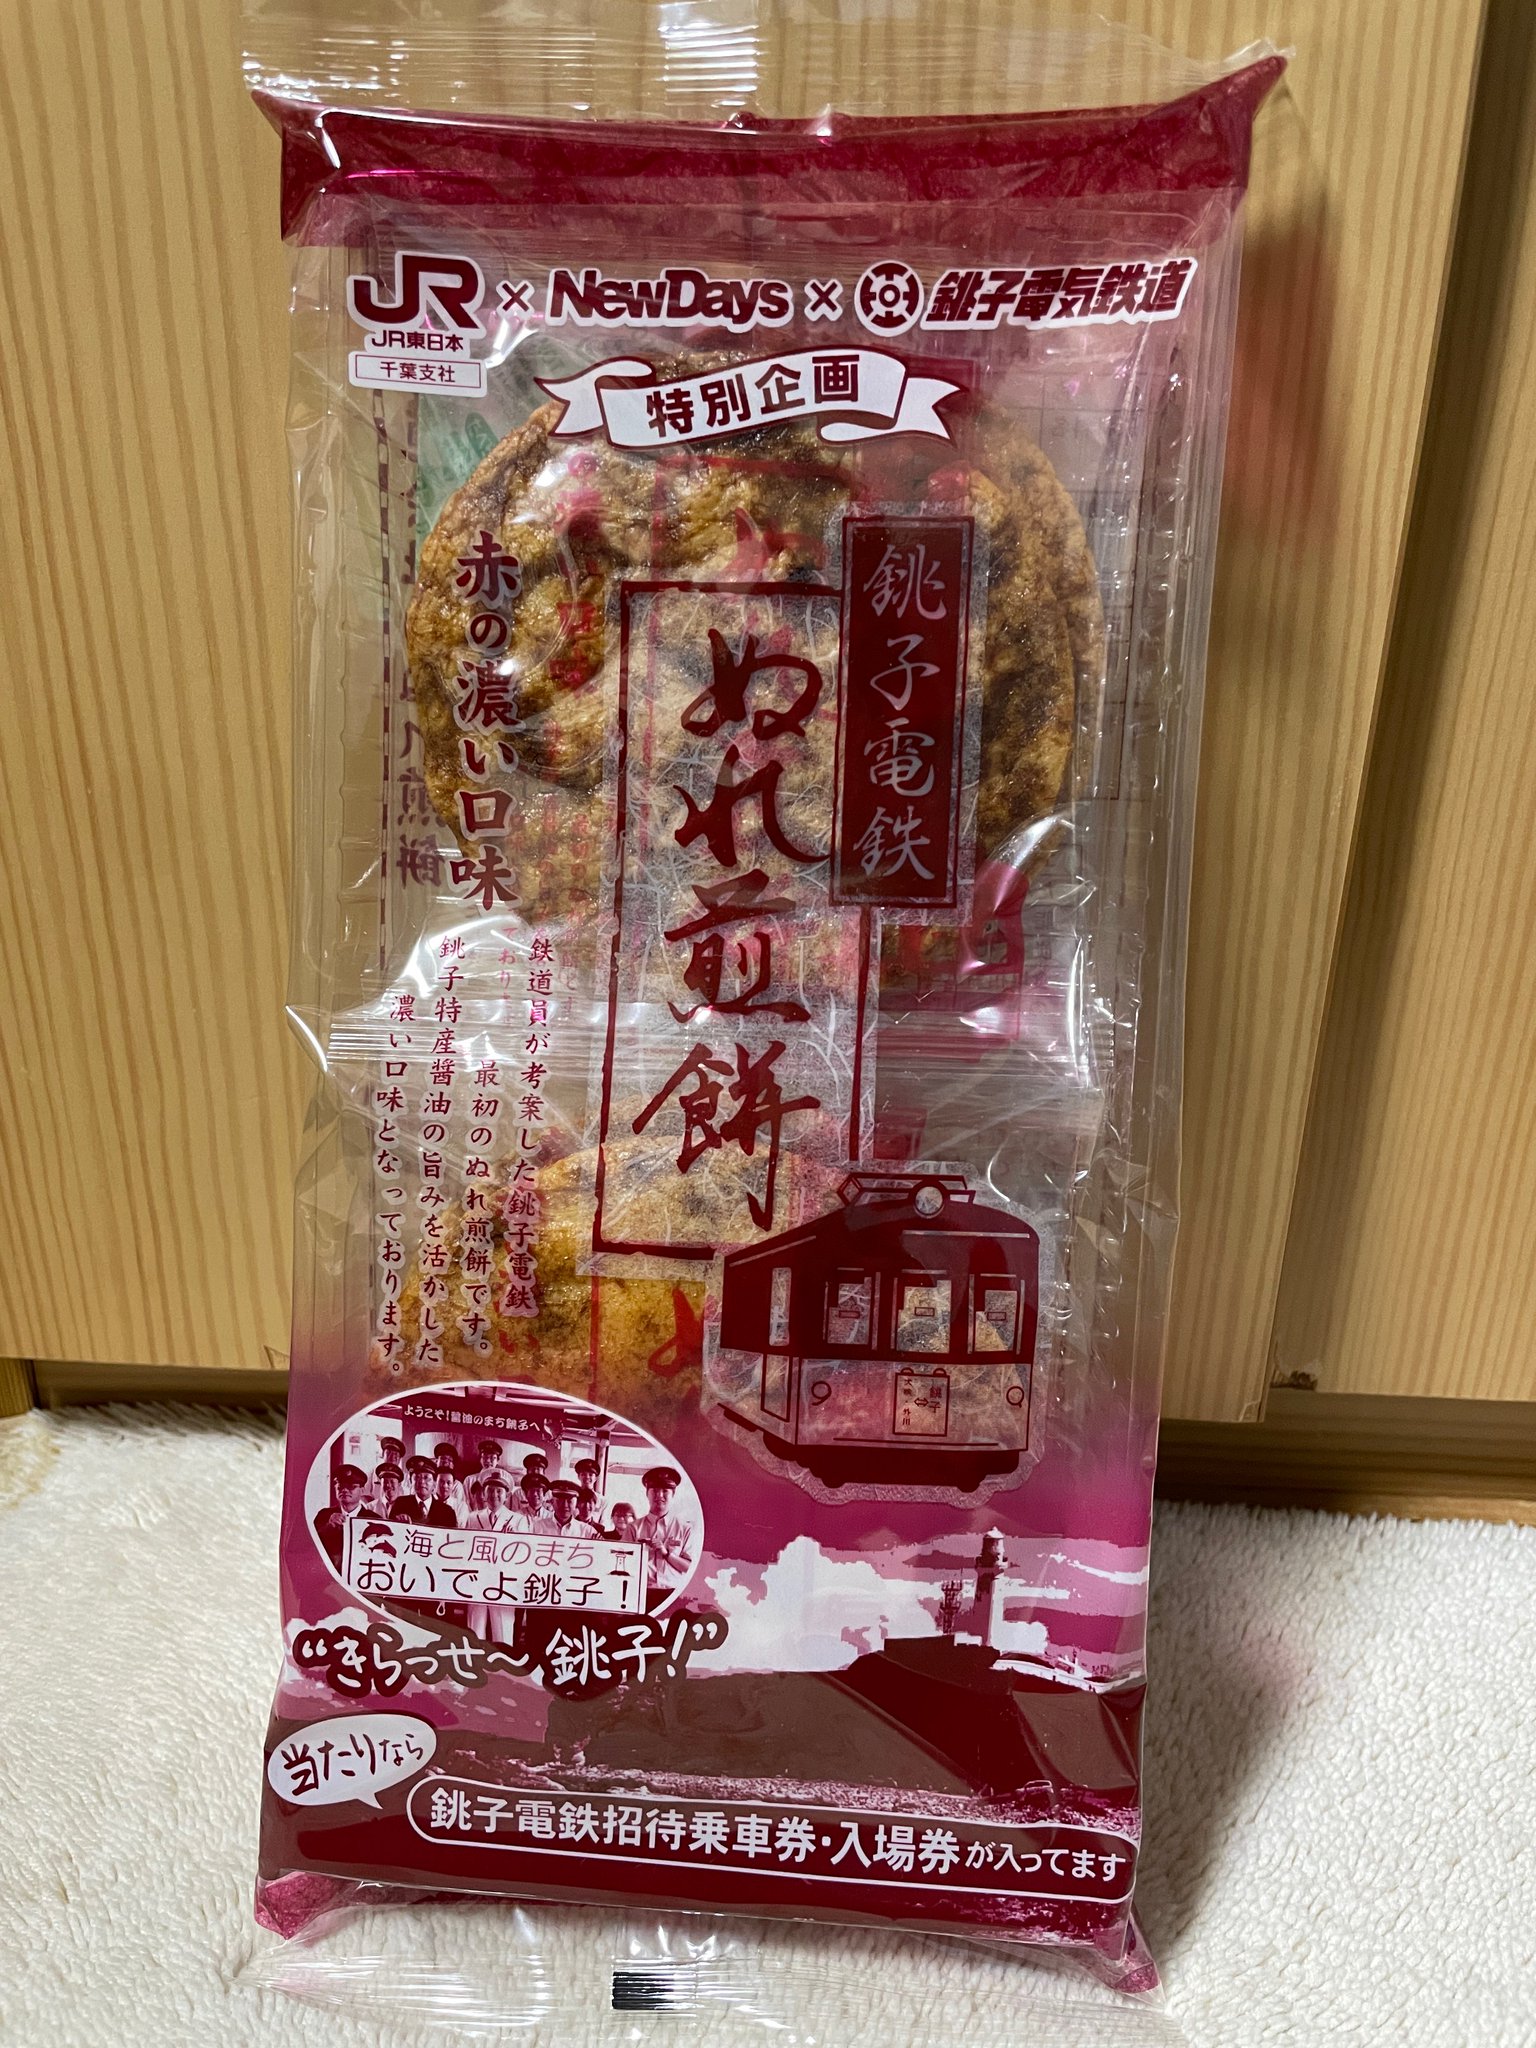 JR × NewDays × 銚子電気鉄道
JR東日本
千葉支社
特別企画
銚子電鉄
ぬれ煎餅
赤の濃い口味
鉄道員が考案した銚子電鉄
最初のぬれ煎餅です。
銚子特産醤油の旨みを活かした
濃い口味となっております。
銚子
⇔
犬吠・外川
ようこそ!醤油のまち銚子へ
海と風のまち
おいでよ銚子!
“きらっせ～銚子!”
当たりなら
銚子電鉄招待乗車券・入場券が入ってます